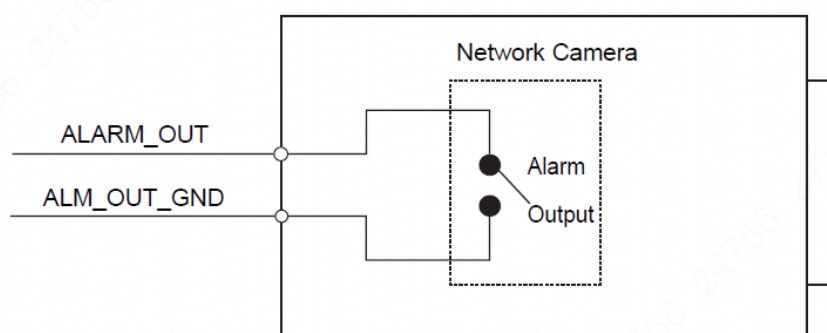 Network Camera
ALARM_OUT
Alarm
ALM_OUT_GND
Output